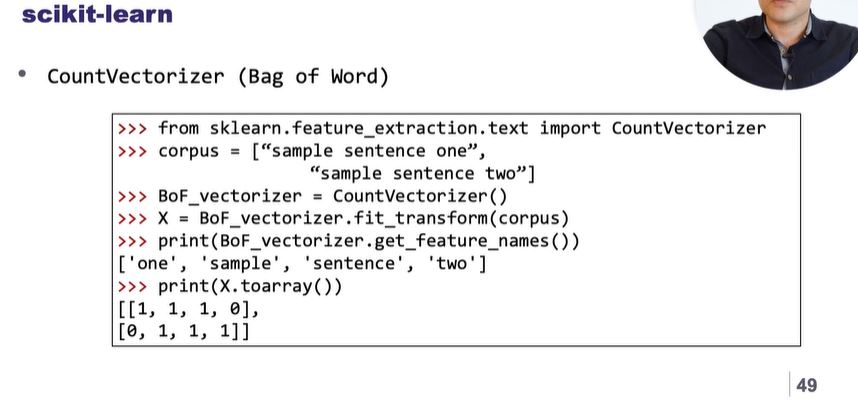 scikit-learn
• CountVectorizer (Bag of Word)
>>> from sklearn.feature_extraction.text import CountVectorizer
>>> corpus = [“sample sentence one”,
“sample sentence two”]
>>> BoF_vectorizer = CountVectorizer()
>>> X = BoF_vectorizer.fit_transform(corpus)
>>> print(BoF_vectorizer.get_feature_names())
['one', 'sample', 'sentence', 'two']
>>> print(X.toarray())
[[1, 1, 1, 0],
[0, 1, 1, 1]]
49